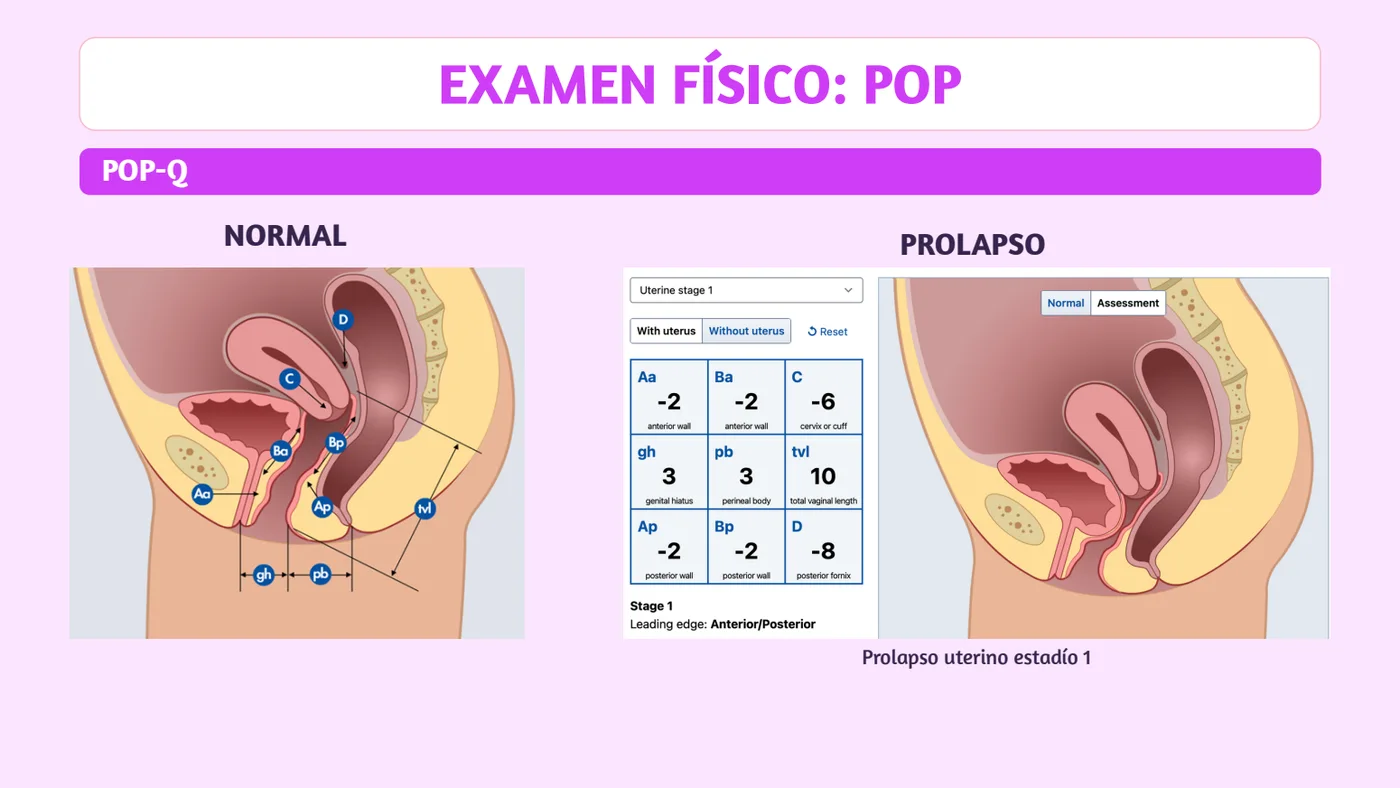 EXAMEN FÍSICO: POP
POP-Q
NORMAL
D
C
Ba
Bp
Aa
Ap
tvl
gh
pb
PROLAPSO
Uterine stage 1
With uterus
Without uterus
Reset
Aa
-2
anterior wall
Ba
-2
anterior wall
C
-6
cervix or cuff
gh
3
genital hiatus
pb
3
perineal body
tvl
10
total vaginal length
Ap
-2
posterior wall
Bp
-2
posterior wall
D
-8
posterior fornix
Stage 1
Leading edge: Anterior/Posterior
Normal
Assessment
Prolapso uterino estadío 1